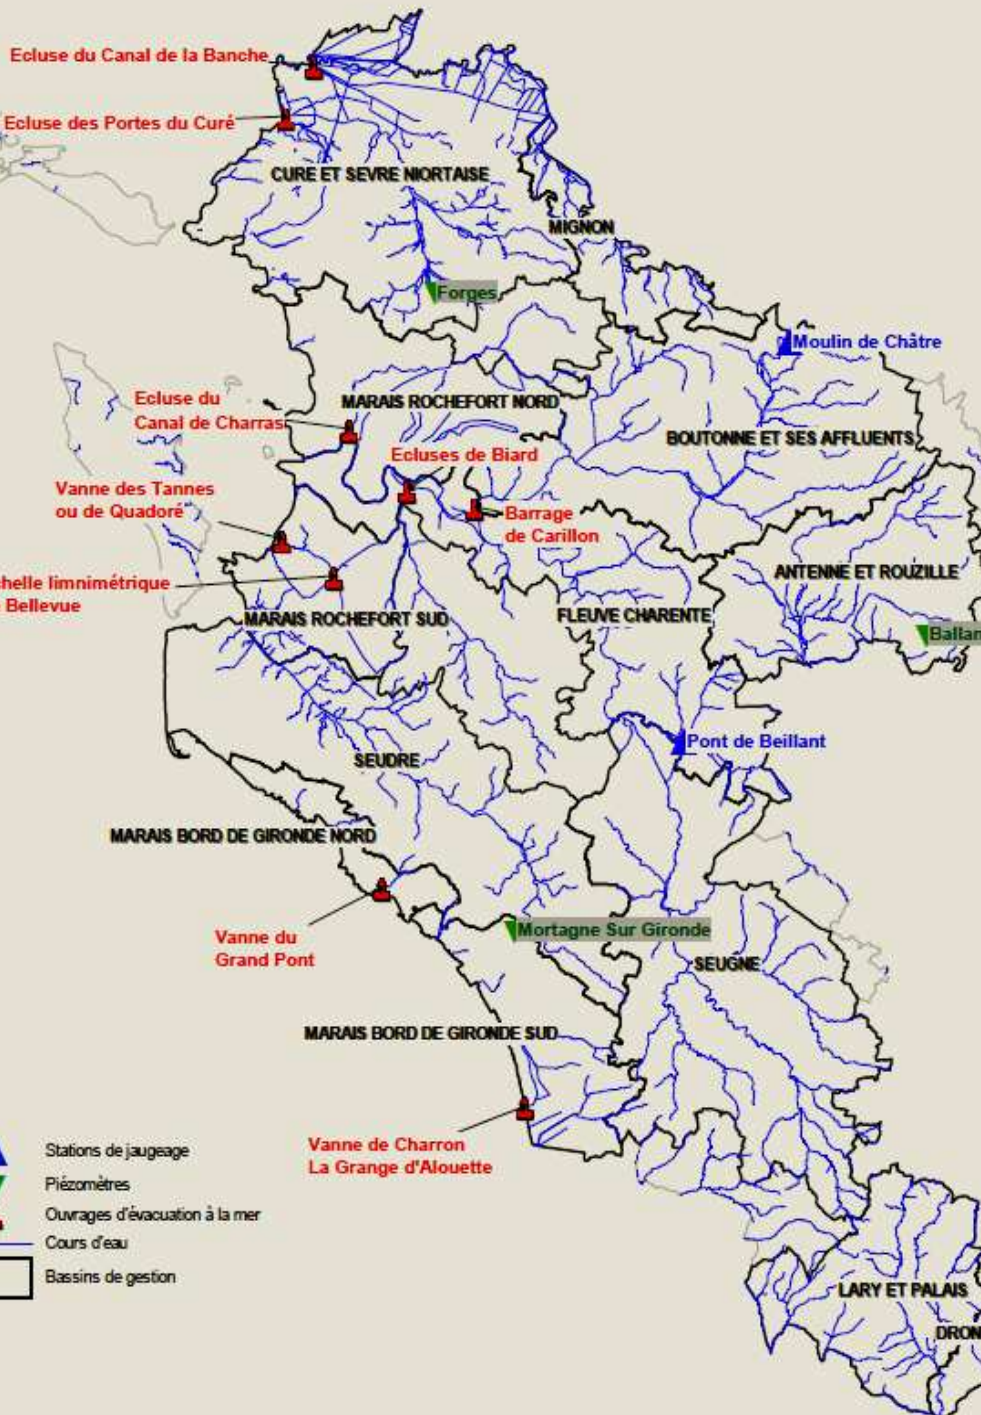 Ecluse du Canal de la Banche
Ecluse des Portes du Curé
CURE ET SEVRE NIORTAISE
MIGNON
Forges
Moulin de Châtre
Ecluse du
Canal de Charras
MARAIS ROCHEFORT NORD
BOUTONNE ET SES AFFLUENTS
Ecluses de Biard
Vanne des Tannes
ou de Quadoré
Barrage
de Carillon
ANTENNE ET ROUZILLE
chelle limnimétrique
Bellevue
MARAIS ROCHEFORT SUD
FLEUVE CHARENTE
Ballan
Pont de Beillant
SEUDRE
MARAIS BORD DE GIRONDE NORD
Vanne du
Grand Pont
Mortagne Sur Gironde
SEUGNE
MARAIS BORD DE GIRONDE SUD
Vanne de Charron
La Grange d'Alouette
Stations de jaugeage
Piézomètres
Ouvrages d'évacuation à la mer
Cours d'eau
Bassins de gestion
LARY ET PALAIS
DRON